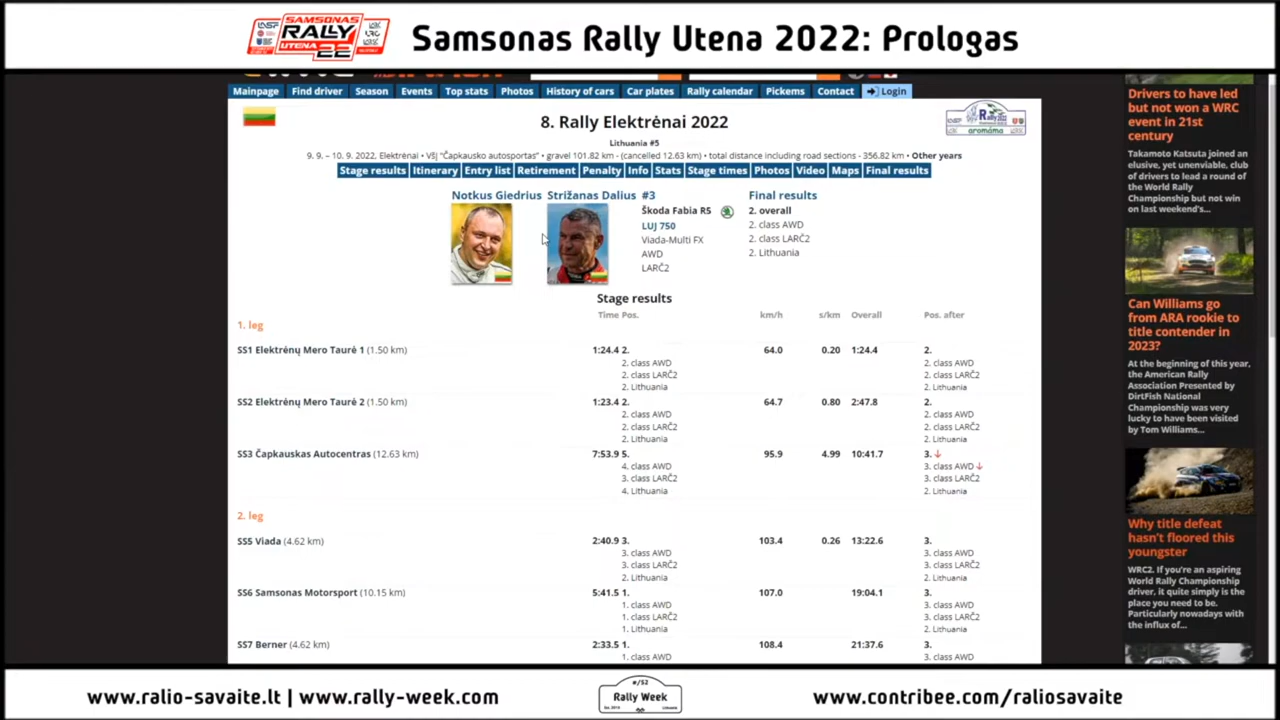 SAMSONAS
RALLY
UTENA 22
LASF
Samsonas Rally Utena 2022: Prologas
Mainpage Find driver Season Events Top stats Photos History of cars Car plates Rally calendar Pickems Contact Login
8. Rally Elektrėnai 2022
Lithuania #5
9. 9. – 10. 9. 2022, Elektrėnai • VšĮ "Čapkausko autosportas" • gravel 101.82 km - (cancelled 12.63 km) • total distance including road sections - 356.82 km • Other years
Stage results Itinerary Entry list Retirement Penalty Info Stats Stage times Photos Video Maps Final results
Notkus Giedrius Strižanas Dalius #3 Final results
Škoda Fabia R5 2. overall
LUJ 750 2. class AWD
Viada-Multi FX 2. class LARČ2
AWD 2. Lithuania
LARČ2
Stage results
Time Pos. km/h s/km Overall Pos. after
1. leg
SS1 Elektrėnų Mero Taurė 1 (1.50 km) 1:24.4 2. 64.0 0.20 1:24.4 2.
2. class AWD 2. class AWD
2. class LARČ2 2. class LARČ2
2. Lithuania 2. Lithuania
SS2 Elektrėnų Mero Taurė 2 (1.50 km) 1:23.4 2. 64.7 0.80 2:47.8 2.
2. class AWD 2. class AWD
2. class LARČ2 2. class LARČ2
2. Lithuania 2. Lithuania
SS3 Čapkauskas Autocentras (12.63 km) 7:53.9 5. 95.9 4.99 10:41.7 3. ↓
4. class AWD 3. class AWD ↓
3. class LARČ2 3. class LARČ2
4. Lithuania 2. Lithuania
2. leg
SS5 Viada (4.62 km) 2:40.9 3. 103.4 0.26 13:22.6 3.
3. class AWD 3. class AWD
3. class LARČ2 3. class LARČ2
2. Lithuania 2. Lithuania
SS6 Samsonas Motorsport (10.15 km) 5:41.5 1. 107.0 19:04.1 3.
1. class AWD 3. class AWD
1. class LARČ2 3. class LARČ2
1. Lithuania 2. Lithuania
SS7 Berner (4.62 km) 2:33.5 1. 108.4 21:37.6 3.
1. class AWD 3. class AWD
Rally 2022
aromāma
Drivers to have led
but not won a WRC
event in 21st
century
Takamoto Katsuta joined an
elusive, yet unenviable, club
of drivers to lead a round of
the World Rally
Championship but not win
on last weekend's...
Can Williams go
from ARA rookie to
title contender in
2023?
At the beginning of this year,
the American Rally
Association Presented by
DirtFish National
Championship was very
lucky to have been visited
by Tom Williams...
Why title defeat
hasn't floored this
youngster
WRC2. If you're an aspiring
World Rally Championship
driver, it quite simply is the
place you need to be.
Particularly nowadays with
the influx of...
www.ralio-savaite.lt | www.rally-week.com
#/52
Rally Week
www.contribee.com/raliosavaite